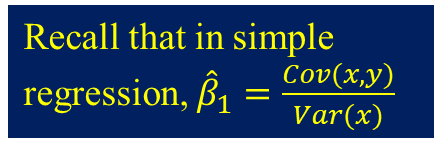 Recall that in simple
regression, β̂₁ = Cov(x,y) / Var(x)